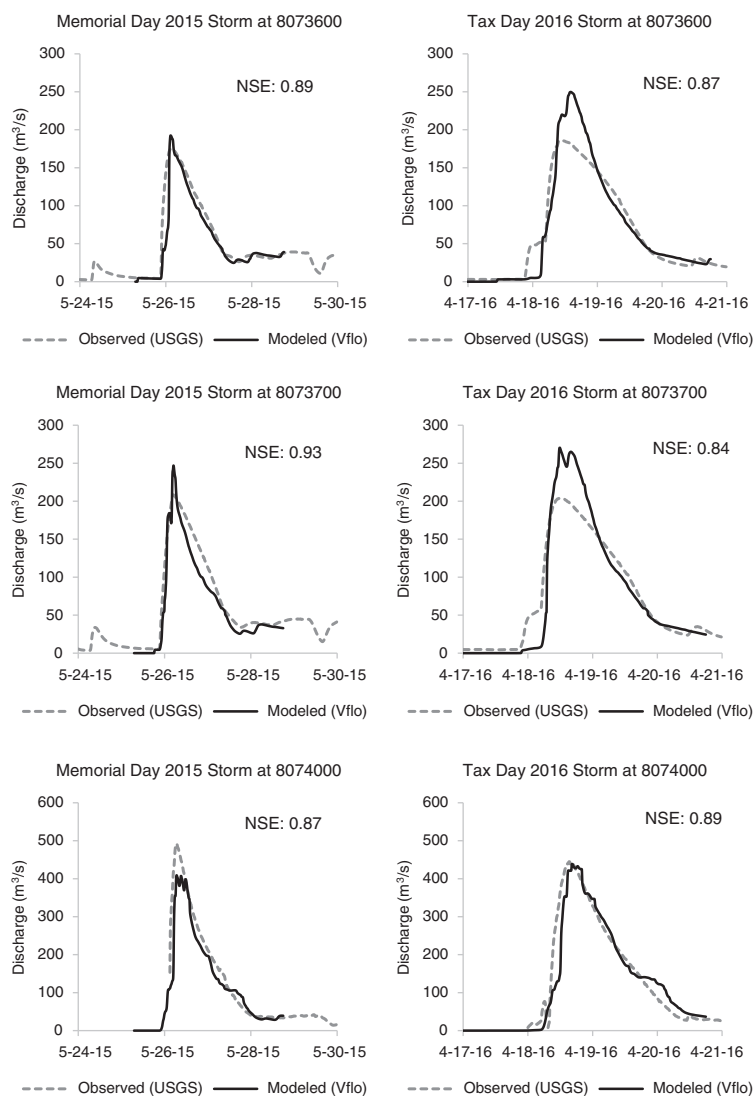 Memorial Day 2015 Storm at 8073600
300
250
200
150
100
50
0
Discharge (m³/s)
NSE: 0.89
5-24-15 5-26-15 5-28-15 5-30-15
Observed (USGS) Modeled (Vflo)
Tax Day 2016 Storm at 8073600
300
250
200
150
100
50
0
Discharge (m³/s)
NSE: 0.87
4-17-16 4-18-16 4-19-16 4-20-16 4-21-16
Observed (USGS) Modeled (Vflo)
Memorial Day 2015 Storm at 8073700
300
250
200
150
100
50
0
Discharge (m³/s)
NSE: 0.93
5-24-15 5-26-15 5-28-15 5-30-15
Observed (USGS) Modeled (Vflo)
Tax Day 2016 Storm at 8073700
300
250
200
150
100
50
0
Discharge (m³/s)
NSE: 0.84
4-17-16 4-18-16 4-19-16 4-20-16 4-21-16
Observed (USGS) Modeled (Vflo)
Memorial Day 2015 Storm at 8074000
600
500
400
300
200
100
0
Discharge (m³/s)
NSE: 0.87
5-24-15 5-26-15 5-28-15 5-30-15
Observed (USGS) Modeled (Vflo)
Tax Day 2016 Storm at 8074000
600
500
400
300
200
100
0
Discharge (m³/s)
NSE: 0.89
4-17-16 4-18-16 4-19-16 4-20-16 4-21-16
Observed (USGS) Modeled (Vflo)